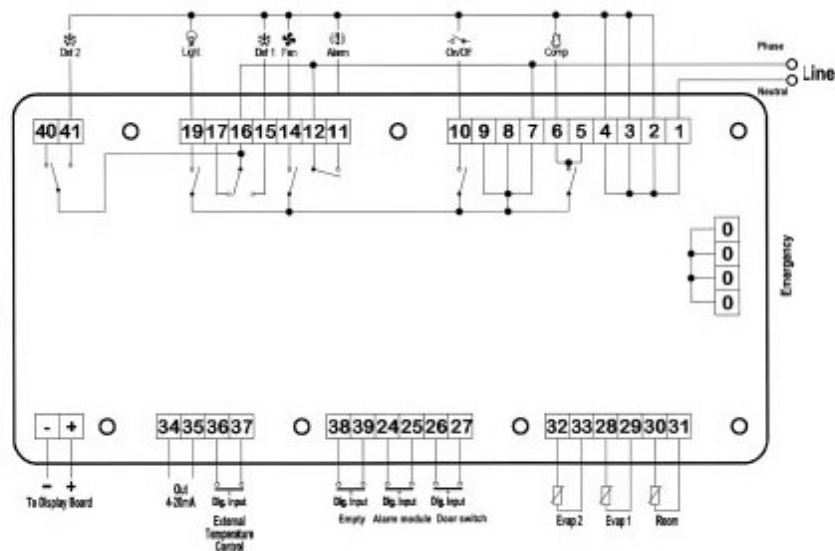 Def 2
Light
Def 1
Fan
Alarm
On/Off
Comp
Phase
Line
Neutral
40 41
19 17 16 15 14 12 11
10 9 8 7 6 5 4 3 2 1
0
0
0
0
Emergency
- +
34 35 36 37
38 39 24 25 26 27
32 33 28 29 30 31
- +
To Display Board
Out
4-20mA
Dig. Input
External
Temperature
Control
Dig. Input
Empty
Dig. Input
Alarm module
Dig. Input
Door switch
Evap 2
Evap 1
Room